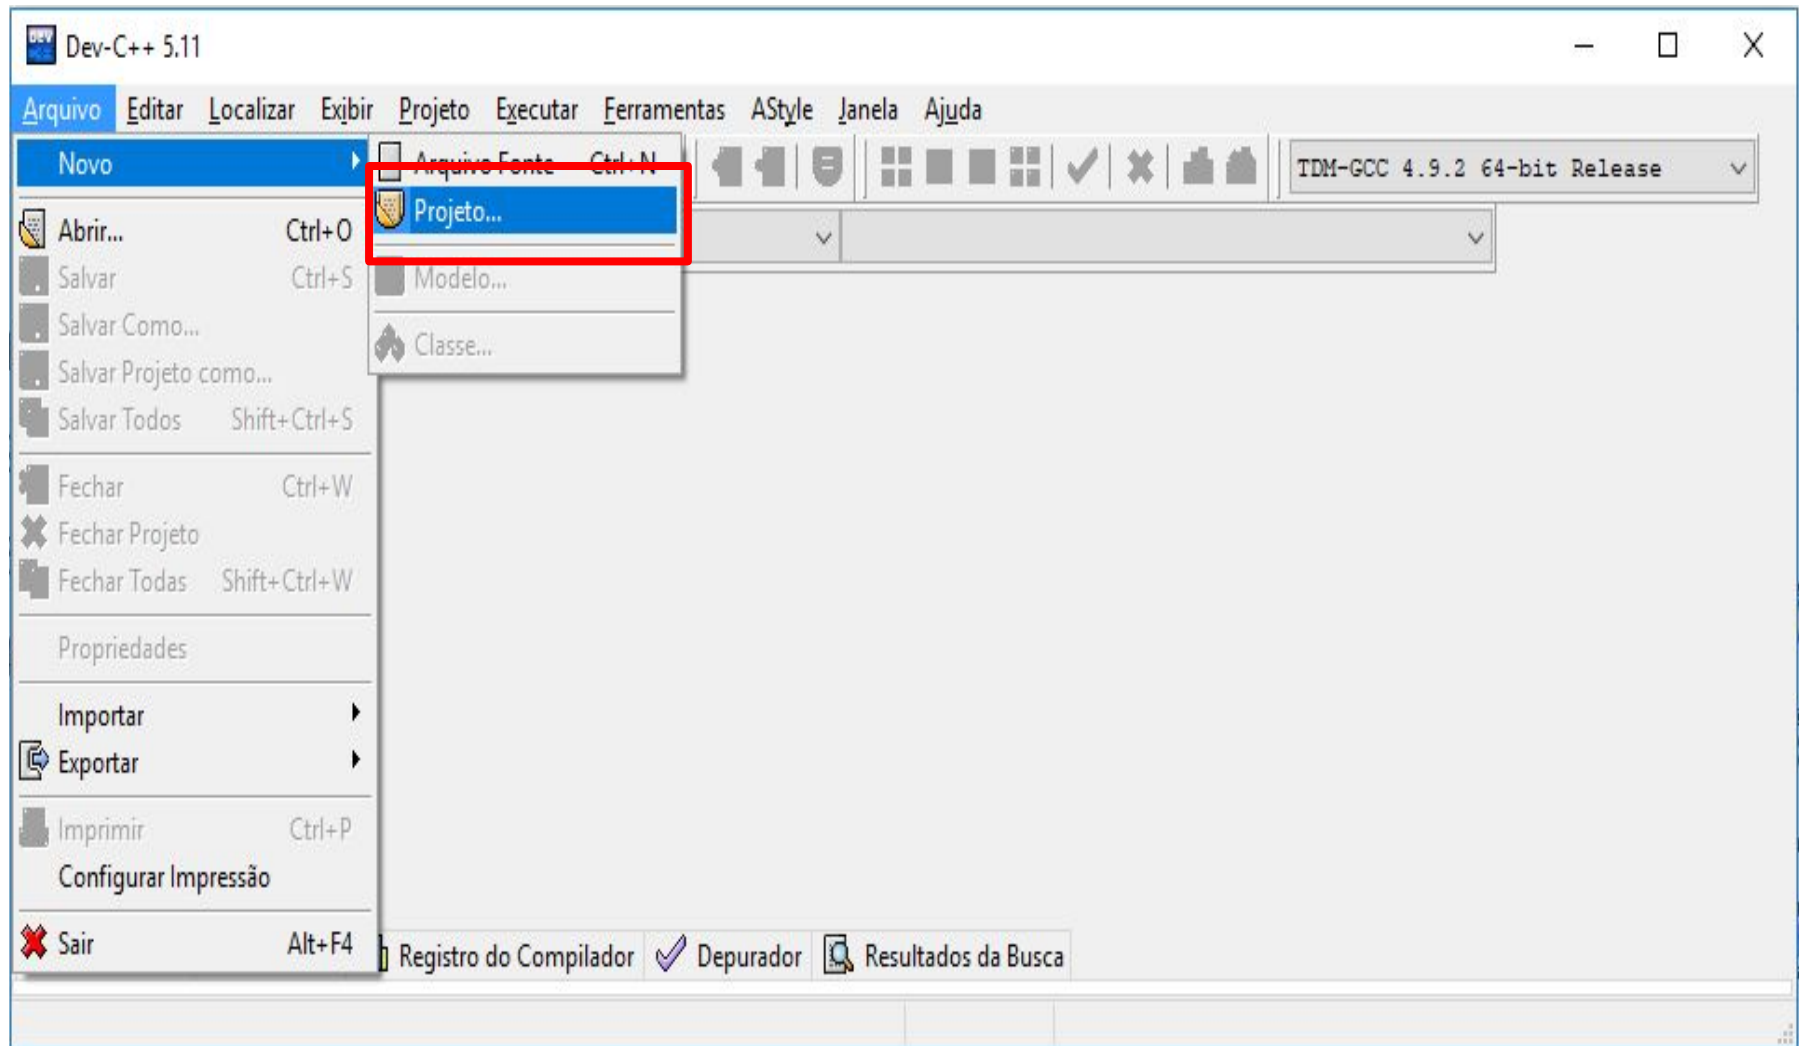 DEV
Dev-C++ 5.11
Arquivo Editar Localizar Exibir Projeto Executar Ferramentas AStyle Janela Ajuda
Novo
Arquivo Fonte Ctrl+N
TDM-GCC 4.9.2 64-bit Release
Projeto...
Abrir... Ctrl+O
Salvar Ctrl+S
Modelo...
Salvar Como...
Classe...
Salvar Projeto como...
Salvar Todos Shift+Ctrl+S
Fechar Ctrl+W
Fechar Projeto
Fechar Todas Shift+Ctrl+W
Propriedades
Importar
Exportar
Imprimir Ctrl+P
Configurar Impressão
Sair Alt+F4
Registro do Compilador Depurador Resultados da Busca